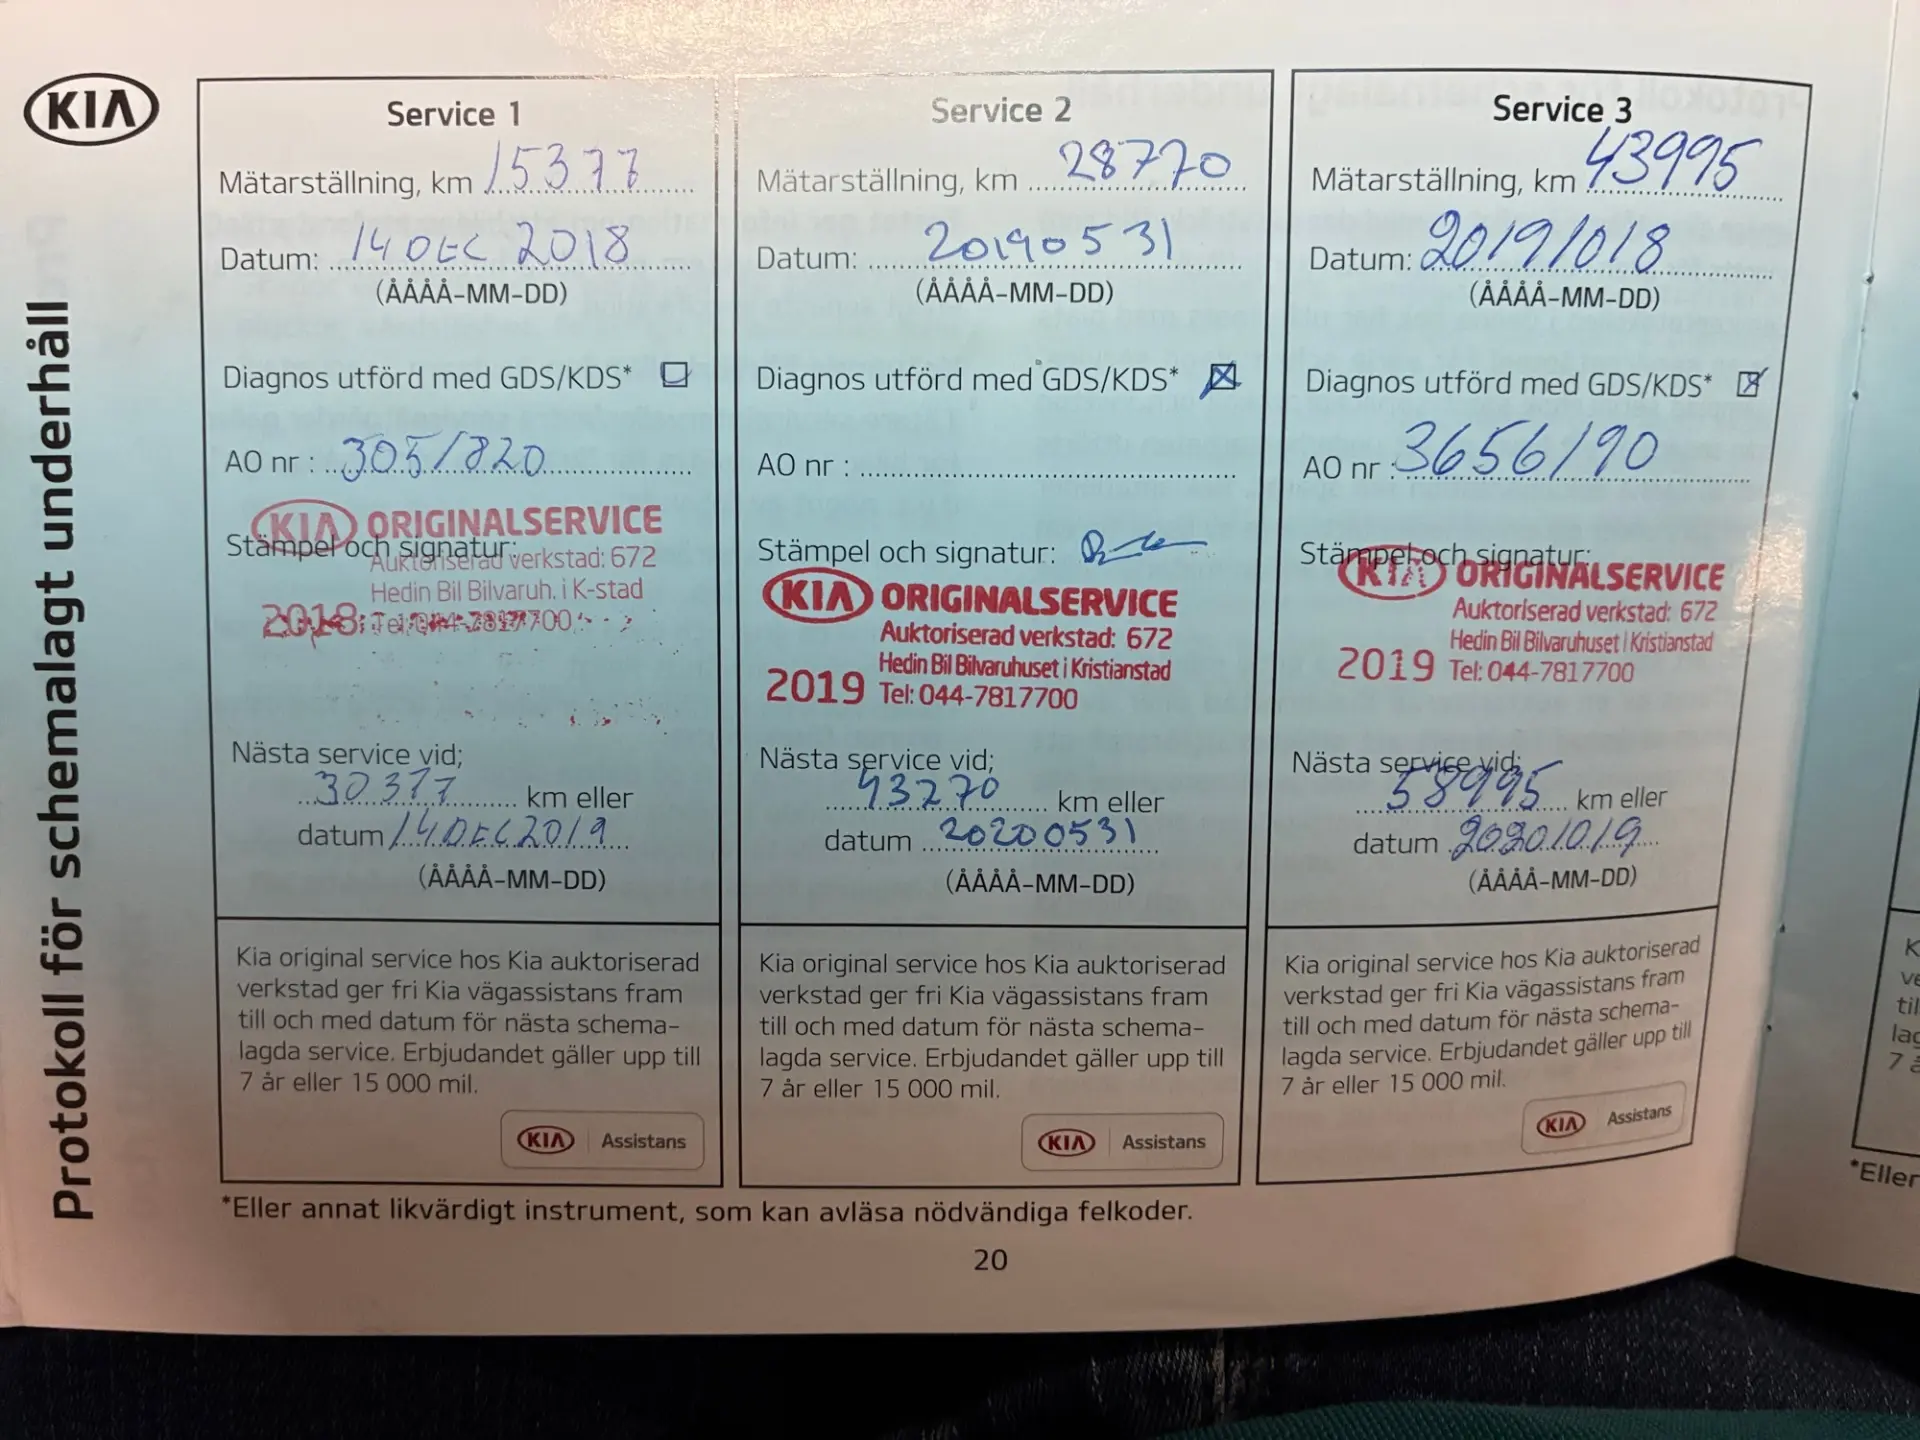 KIA
Protokoll för schemalagt underhåll
Service 1
Mätarställning, km 15377
Datum: 14 DEC 2018
(ÅÅÅÅ-MM-DD)
Diagnos utförd med GDS/KDS*
AO nr : 305/820
Stämpel och signatur:
KIA ORIGINALSERVICE
Auktoriserad verkstad: 672
Hedin Bil Bilvaruh. i K-stad
2018 Tel: 044-7817700
Nästa service vid;
30377 km eller
datum 14 DEC 2019
(ÅÅÅÅ-MM-DD)
Kia original service hos Kia auktoriserad
verkstad ger fri Kia vägassistans fram
till och med datum för nästa schema-
lagda service. Erbjudandet gäller upp till
7 år eller 15 000 mil.
KIA Assistans
Service 2
Mätarställning, km 28770
Datum: 20190531
(ÅÅÅÅ-MM-DD)
Diagnos utförd med GDS/KDS*
AO nr :
Stämpel och signatur:
KIA ORIGINALSERVICE
Auktoriserad verkstad: 672
Hedin Bil Bilvaruhuset i Kristianstad
2019 Tel: 044-7817700
Nästa service vid;
43270 km eller
datum 20200531
(ÅÅÅÅ-MM-DD)
Kia original service hos Kia auktoriserad
verkstad ger fri Kia vägassistans fram
till och med datum för nästa schema-
lagda service. Erbjudandet gäller upp till
7 år eller 15 000 mil.
KIA Assistans
Service 3
Mätarställning, km 43995
Datum: 20191018
(ÅÅÅÅ-MM-DD)
Diagnos utförd med GDS/KDS*
AO nr : 3656/90
Stämpel och signatur:
KIA ORIGINALSERVICE
Auktoriserad verkstad: 672
Hedin Bil Bilvaruhuset i Kristianstad
2019 Tel: 044-7817700
Nästa service vid;
58995 km eller
datum 20201019
(ÅÅÅÅ-MM-DD)
Kia original service hos Kia auktoriserad
verkstad ger fri Kia vägassistans fram
till och med datum för nästa schema-
lagda service. Erbjudandet gäller upp till
7 år eller 15 000 mil.
KIA Assistans
*Eller annat likvärdigt instrument, som kan avläsa nödvändiga felkoder.
20
*Eller